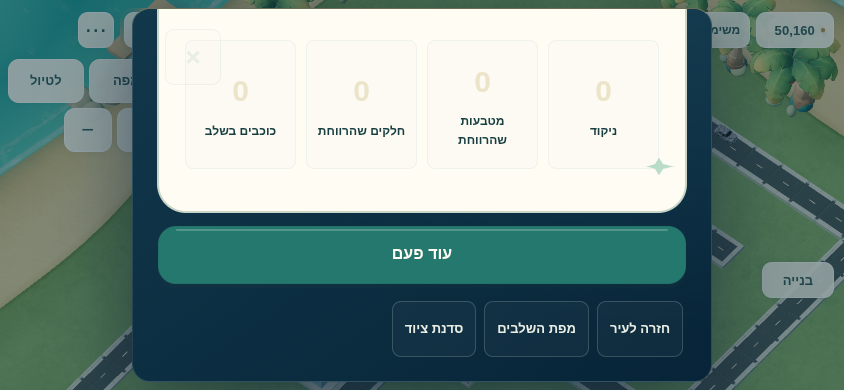 50,160
משימ
...
מפה
לטיול
−
בנייה
×
0
ניקוד
0
מטבעות
שהרווחת
0
חלקים שהרווחת
0
כוכבים בשלב
עוד פעם
חזרה לעיר
מפת השלבים
סדנת ציוד